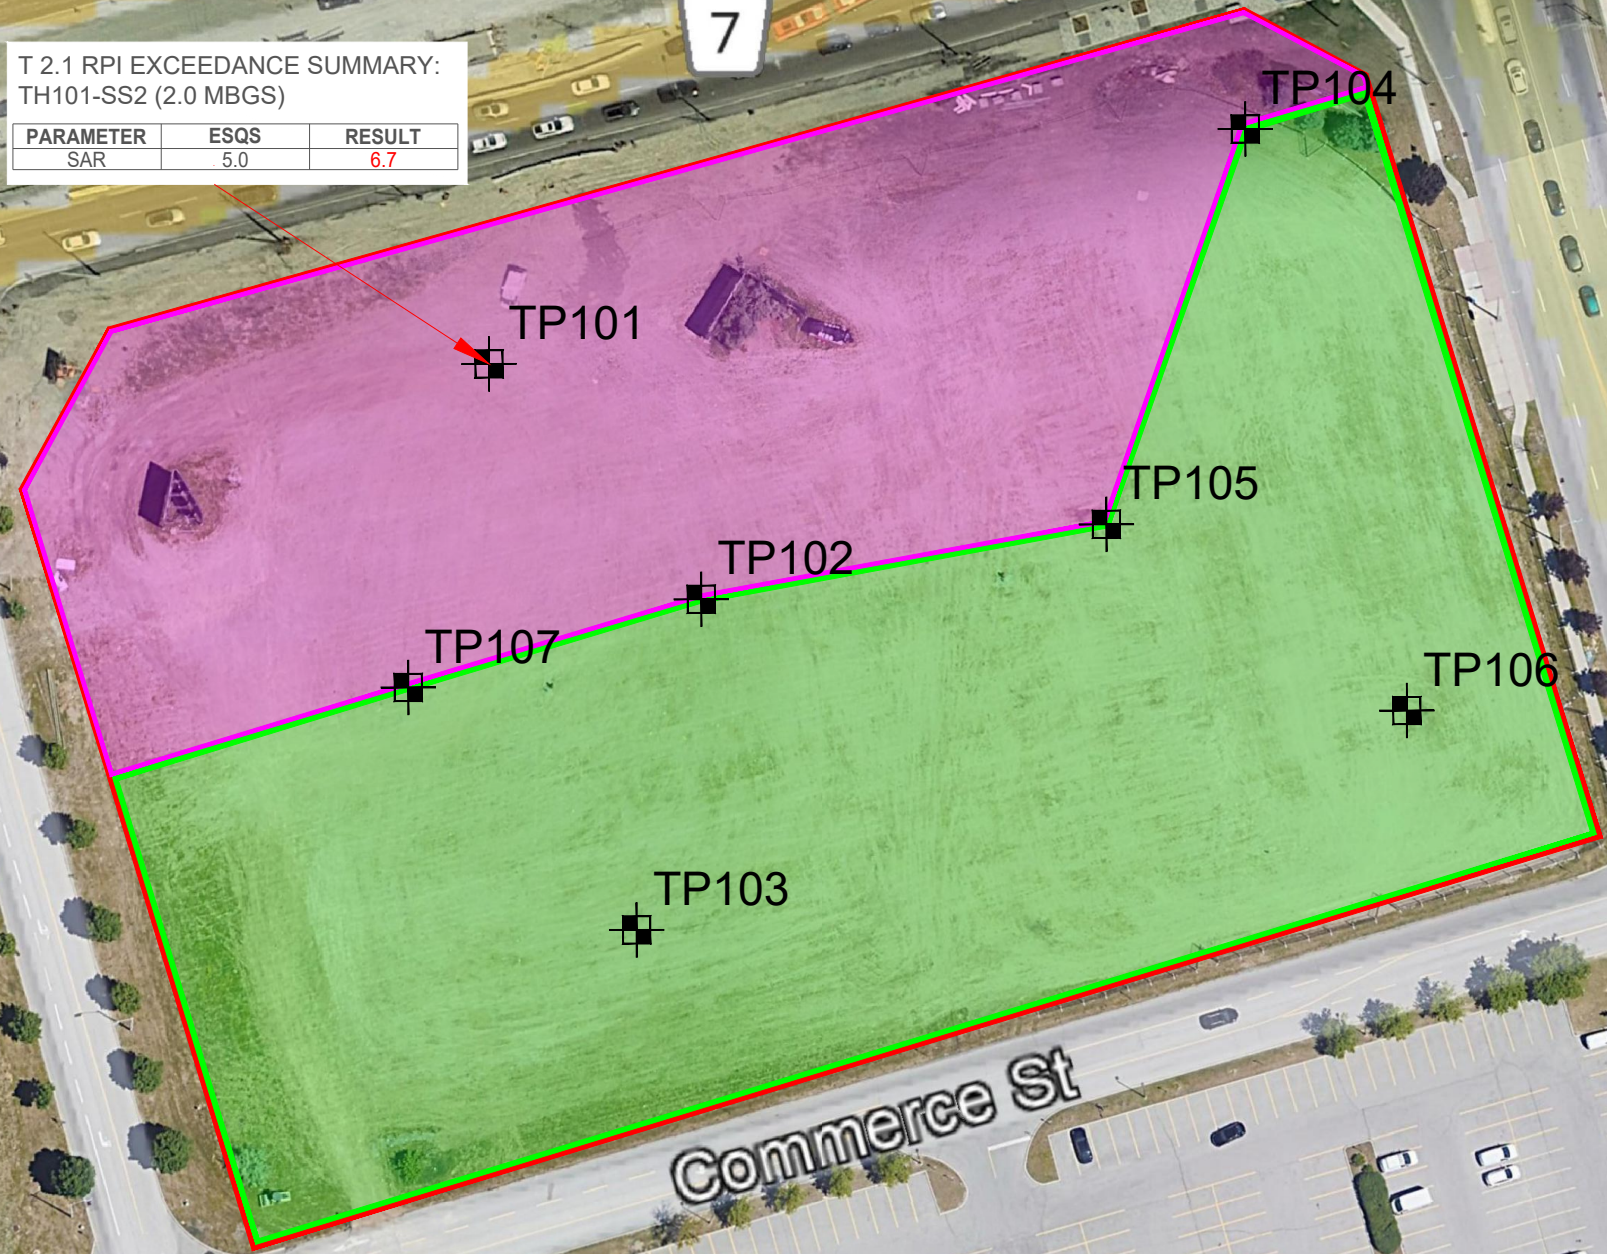 7
T 2.1 RPI EXCEEDANCE SUMMARY:
TH101-SS2 (2.0 MBGS)
PARAMETER ESQS RESULT
SAR 5.0 6.7
TP104
TP101
TP105
TP102
TP107
TP106
TP103
Commerce St